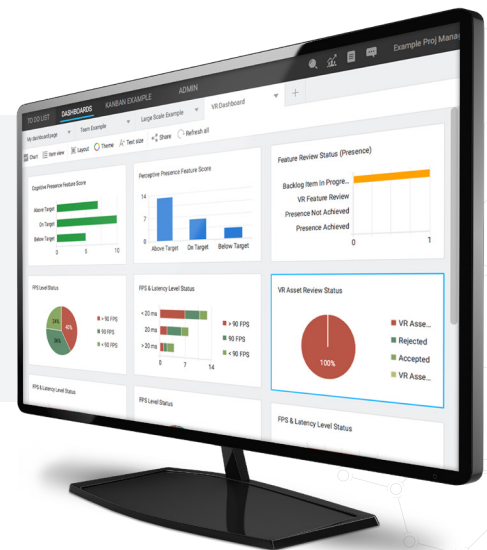 Example Proj Mana
TO DO LIST DASHBOARDS KANBAN EXAMPLE ADMIN
My dashboard page Team Example Large Scale Example VR Dashboard +
Chart Item view Layout Theme Text size Share Refresh all
Cognitive Presence Feature Score
Above Target
On Target
Below Target
0 5 10
Perceptive Presence Feature Score
14
7
0
Above Target On Target Below Target
Feature Review Status (Presence)
Backlog Item In Progre...
VR Feature Review
Presence Not Achieved
Presence Achieved
0 1
FPS Level Status
24%
40%
36%
> 90 FPS
90 FPS
< 90 FPS
FPS & Latency Level Status
< 20 ms
20 ms
> 20 ms
0 7 14
> 90 FPS
90 FPS
< 90 FPS
VR Asset Review Status
100%
VR Asse...
Rejected
Accepted
VR Asse...
FPS & Latency Level Status
FPS Level Status
FPS & Latency Level Status